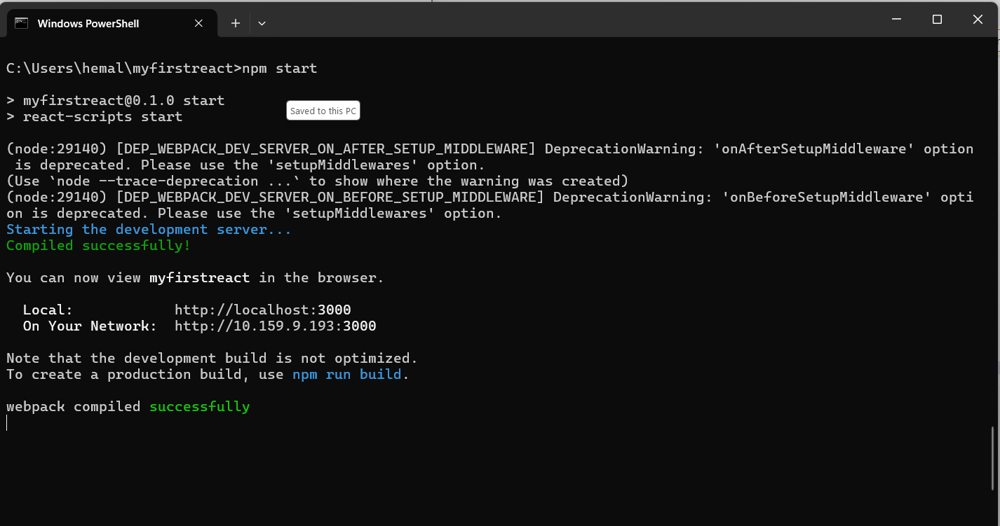 Windows PowerShell
C:\Users\hemal\myfirstreact>npm start
> myfirstreact@0.1.0 start
> react-scripts start
Saved to this PC
(node:29140) [DEP_WEBPACK_DEV_SERVER_ON_AFTER_SETUP_MIDDLEWARE] DeprecationWarning: 'onAfterSetupMiddleware' option
 is deprecated. Please use the 'setupMiddlewares' option.
(Use `node --trace-deprecation ...` to show where the warning was created)
(node:29140) [DEP_WEBPACK_DEV_SERVER_ON_BEFORE_SETUP_MIDDLEWARE] DeprecationWarning: 'onBeforeSetupMiddleware' opti
on is deprecated. Please use the 'setupMiddlewares' option.
Starting the development server...
Compiled successfully!
You can now view myfirstreact in the browser.
Local: http://localhost:3000
On Your Network: http://10.159.9.193:3000
Note that the development build is not optimized.
To create a production build, use npm run build.
webpack compiled successfully